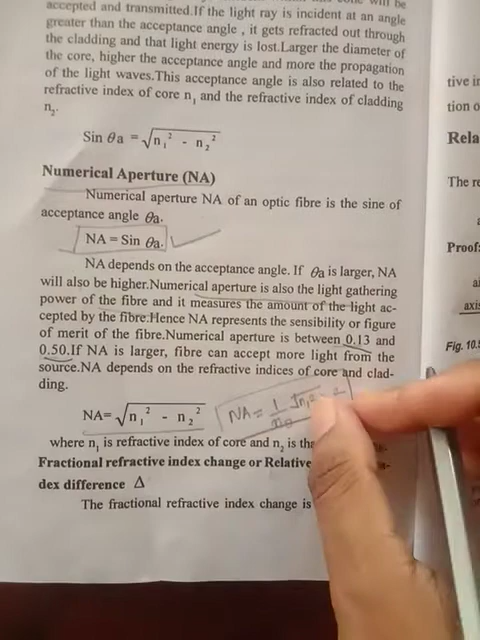 accepted and transmitted.If the light ray is incident at an angle
greater than the acceptance angle , it gets refracted out through
the cladding and that light energy is lost.Larger the diameter of
the core, higher the acceptance angle and more the propagation
of the light waves.This acceptance angle is also related to the
refractive index of core n₁ and the refractive index of cladding
n₂.
Sin θa = √n₁² - n₂²
Numerical Aperture (NA)
Numerical aperture NA of an optic fibre is the sine of
acceptance angle θa.
NA = Sin θa.
NA depends on the acceptance angle. If θa is larger, NA
will also be higher.Numerical aperture is also the light gathering
power of the fibre and it measures the amount of the light ac-
cepted by the fibre.Hence NA represents the sensibility or figure
of merit of the fibre.Numerical aperture is between 0.13 and
0.50.If NA is larger, fibre can accept more light from the
source.NA depends on the refractive indices of core and clad-
ding.
NA= √n₁² - n₂²
NA = 1/n₀
where n₁ is refractive index of core and n₂ is
Fractional refractive index change or Relative
dex difference Δ
The fractional refractive index change is
tion
Rela
The
Proof:
axis
Fig. 10.